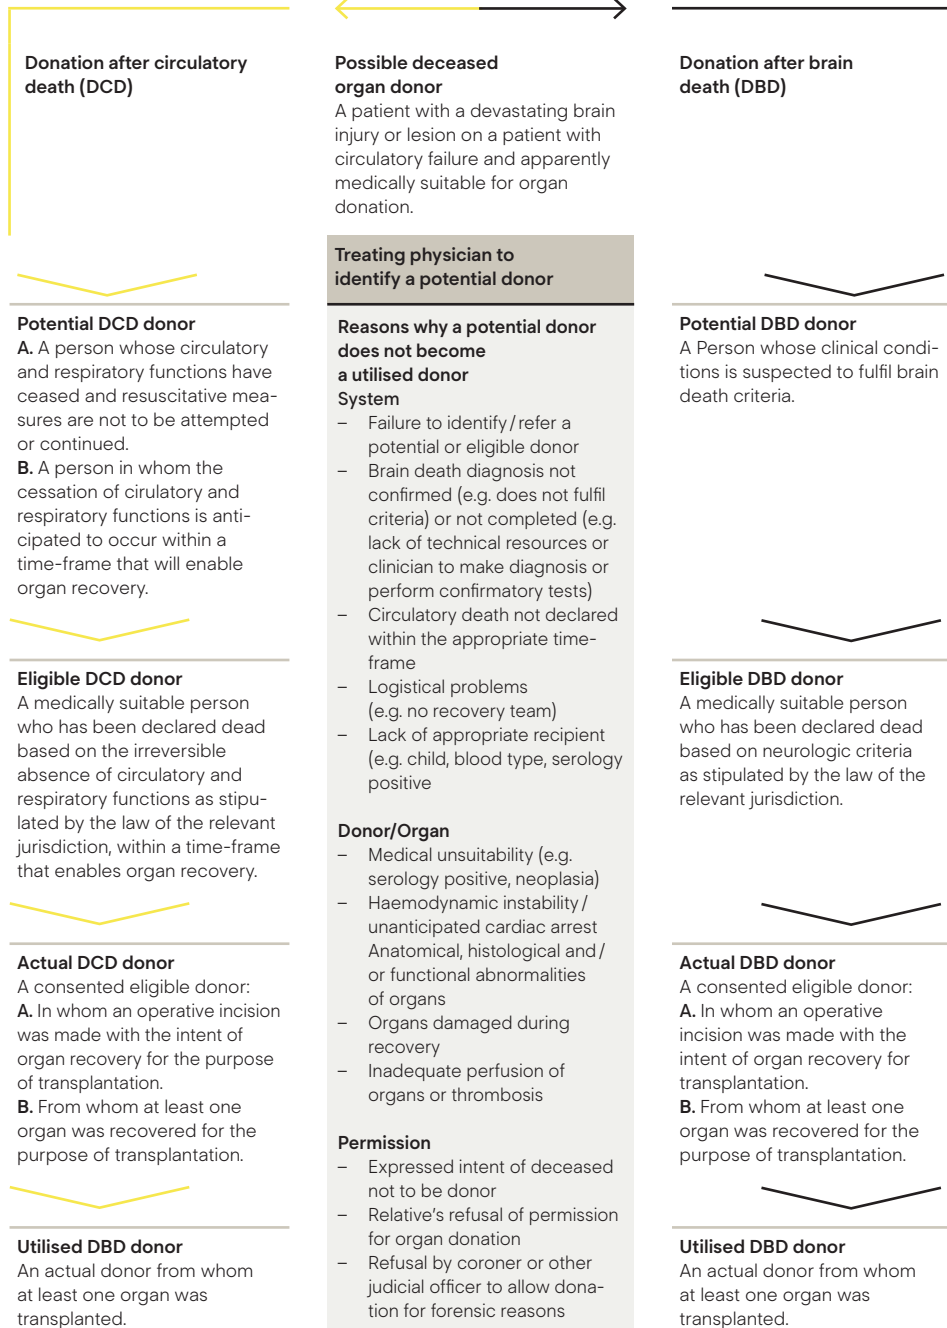 Donation after circulatory
death (DCD)
Possible deceased
organ donor
A patient with a devastating brain
injury or lesion on a patient with
circulatory failure and apparently
medically suitable for organ
donation.
Donation after brain
death (DBD)
Potential DCD donor
A. A person whose circulatory
and respiratory functions have
ceased and resuscitative mea-
sures are not to be attempted
or continued.
B. A person in whom the
cessation of cirulatory and
respiratory functions is anti-
cipated to occur within a
time-frame that will enable
organ recovery.
Eligible DCD donor
A medically suitable person
who has been declared dead
based on the irreversible
absence of circulatory and
respiratory functions as stipu-
lated by the law of the relevant
jurisdiction, within a time-frame
that enables organ recovery.
Actual DCD donor
A consented eligible donor:
A. In whom an operative incision
was made with the intent of
organ recovery for the purpose
of transplantation.
B. From whom at least one
organ was recovered for the
purpose of transplantation.
Utilised DBD donor
An actual donor from whom
at least one organ was
transplanted.
Treating physician to
identify a potential donor
Reasons why a potential donor
does not become
a utilised donor
System
– Failure to identify/refer a
potential or eligible donor
– Brain death diagnosis not
confirmed (e.g. does not fulfil
criteria) or not completed (e.g.
lack of technical resources or
clinician to make diagnosis or
perform confirmatory tests)
– Circulatory death not declared
within the appropriate time-
frame
– Logistical problems
(e.g. no recovery team)
– Lack of appropriate recipient
(e.g. child, blood type, serology
positive
Donor/Organ
– Medical unsuitability (e.g.
serology positive, neoplasia)
– Haemodynamic instability/
unanticipated cardiac arrest
Anatomical, histological and/
or functional abnormalities
of organs
– Organs damaged during
recovery
– Inadequate perfusion of
organs or thrombosis
Permission
– Expressed intent of deceased
not to be donor
– Relative's refusal of permission
for organ donation
– Refusal by coroner or other
judicial officer to allow dona-
tion for forensic reasons
Potential DBD donor
A Person whose clinical condi-
tions is suspected to fulfil brain
death criteria.
Eligible DBD donor
A medically suitable person
who has been declared dead
based on neurologic criteria
as stipulated by the law of the
relevant jurisdiction.
Actual DBD donor
A consented eligible donor:
A. In whom an operative
incision was made with the
intent of organ recovery for
transplantation.
B. From whom at least one
organ was recovered for the
purpose of transplantation.
Utilised DBD donor
An actual donor from whom
at least one organ was
transplanted.